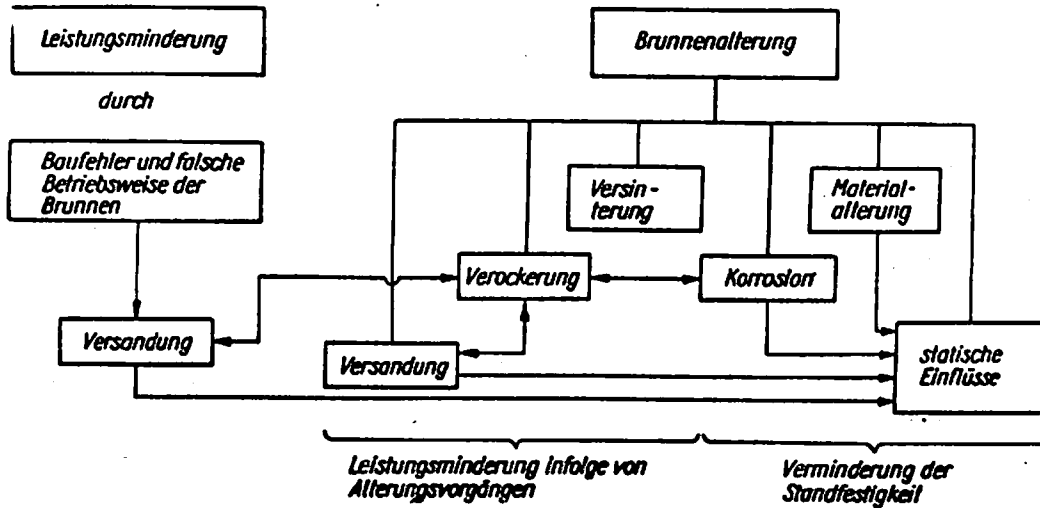 Leistungsminderung
durch
Baufehler und falsche
Betriebsweise der
Brunnen
Versandung
Brunnenalterung
Versin-
terung
Material-
alterung
Verockerung
Korrosion
Versandung
statische
Einflüsse
Leistungsminderung infolge von
Alterungsvorgängen
Verminderung der
Standfestigkeit